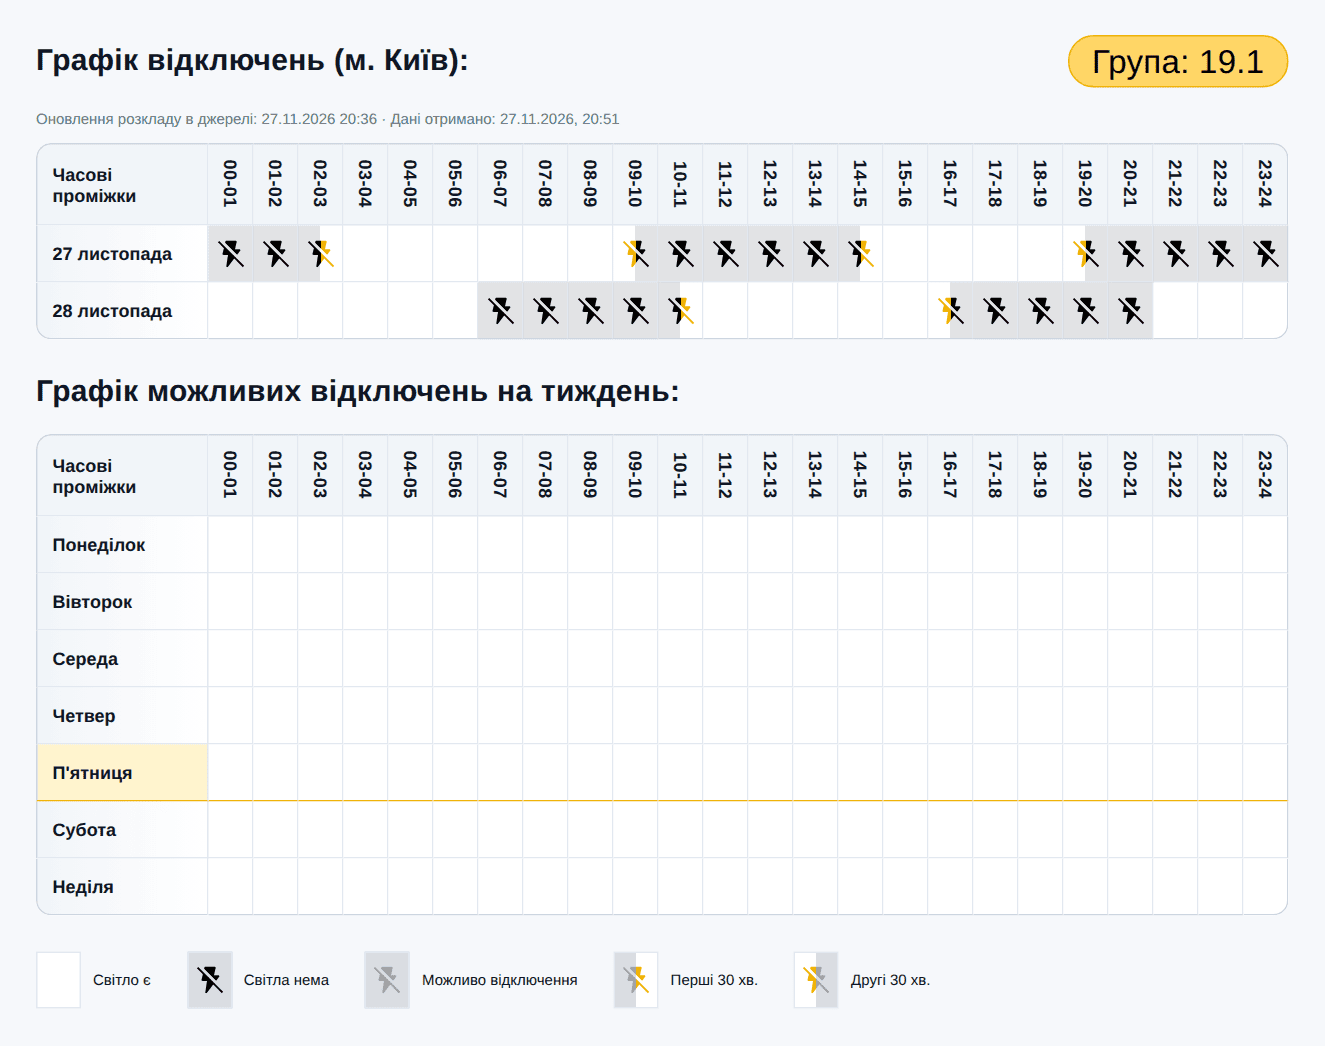 Графік відключень (м. Київ):
Група: 19.1
Оновлення розкладу в джерелі: 27.11.2026 20:36 · Дані отримано: 27.11.2026, 20:51
Часові проміжки 00-01 01-02 02-03 03-04 04-05 05-06 06-07 07-08 08-09 09-10 10-11 11-12 12-13 13-14 14-15 15-16 16-17 17-18 18-19 19-20 20-21 21-22 22-23 23-24
27 листопада
28 листопада
Графік можливих відключень на тиждень:
Часові проміжки 00-01 01-02 02-03 03-04 04-05 05-06 06-07 07-08 08-09 09-10 10-11 11-12 12-13 13-14 14-15 15-16 16-17 17-18 18-19 19-20 20-21 21-22 22-23 23-24
Понеділок
Вівторок
Середа
Четвер
П'ятниця
Субота
Неділя
Світло є Світла нема Можливо відключення Перші 30 хв. Другі 30 хв.